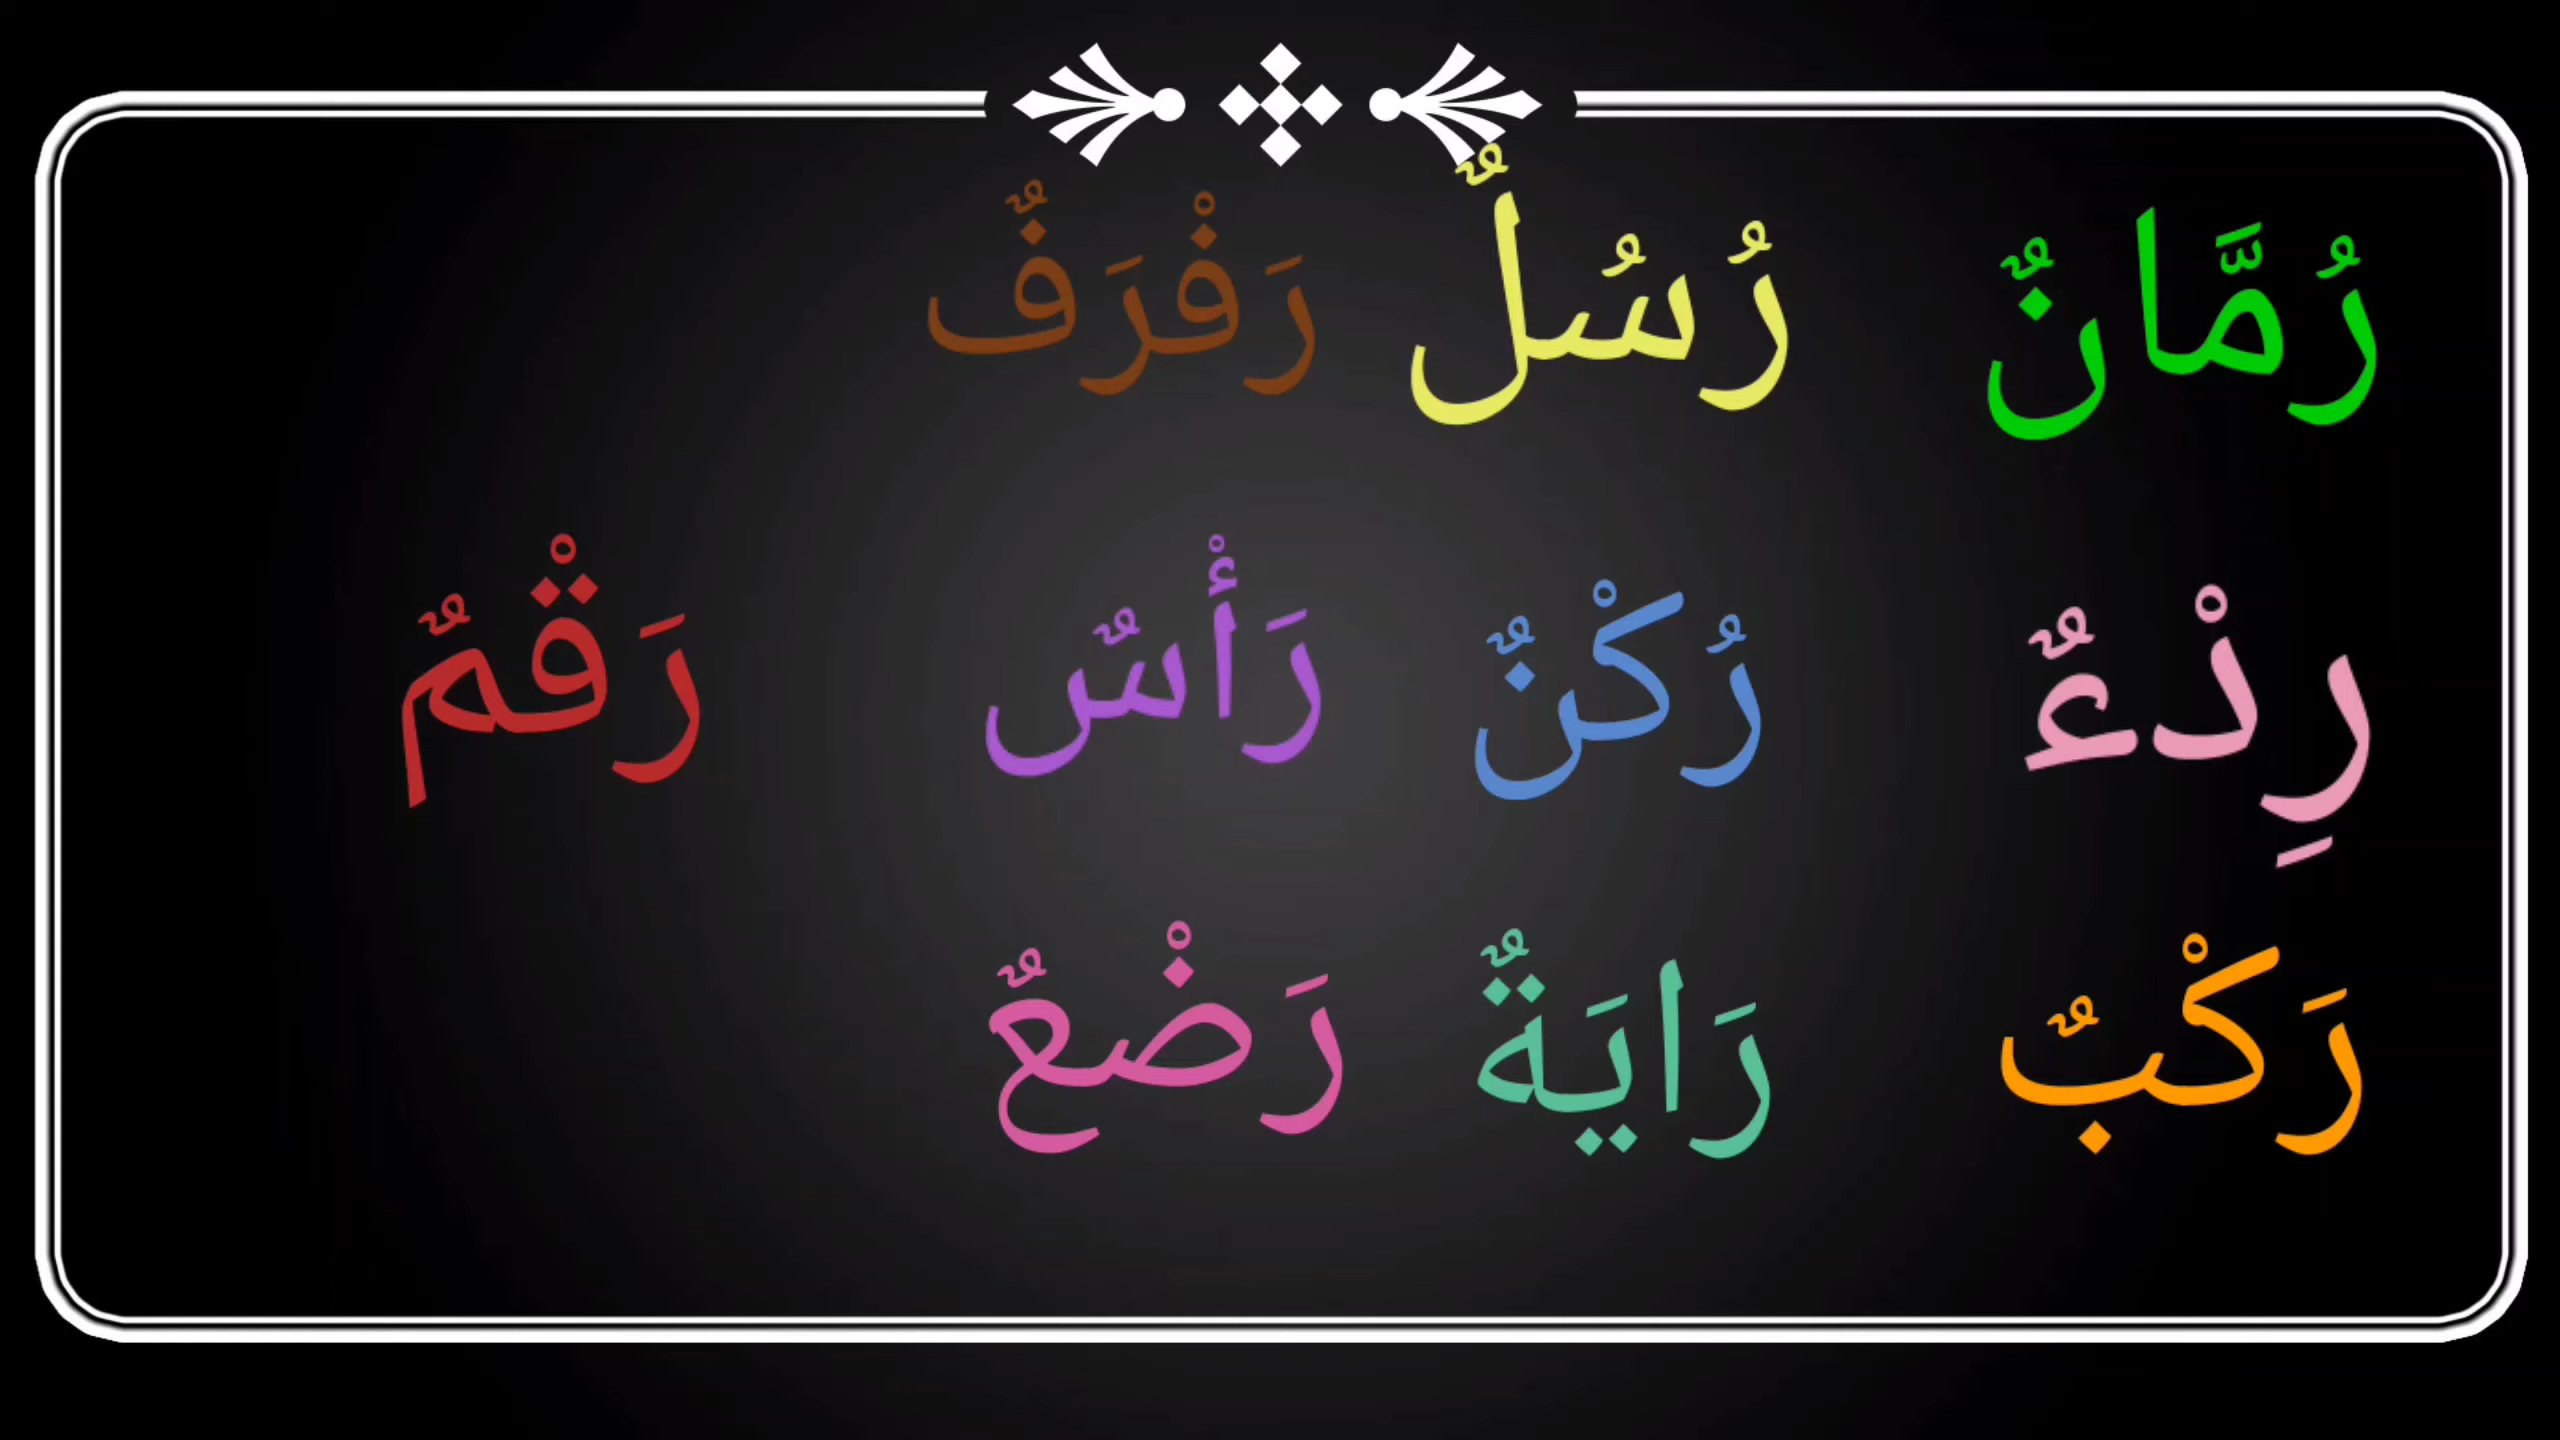 رُمَّانٌ رُسُلٌ رَفْرَفٌ
رِدْءٌ رُكْنٌ رَأْسٌ رَقْمٌ
رَكْبٌ رَايَةٌ رَضْعٌ